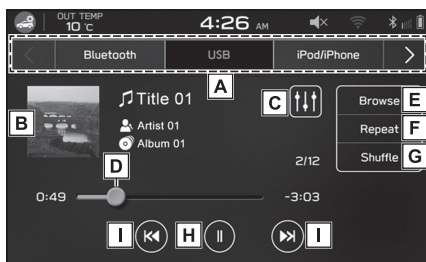 OUT TEMP
10 °C
4:26 AM
Bluetooth USB iPod/iPhone
A
B
Title 01
C
Browse E
Artist 01
Repeat F
Album 01
D
2/12
Shuffle G
0:49 -3:03
I H I